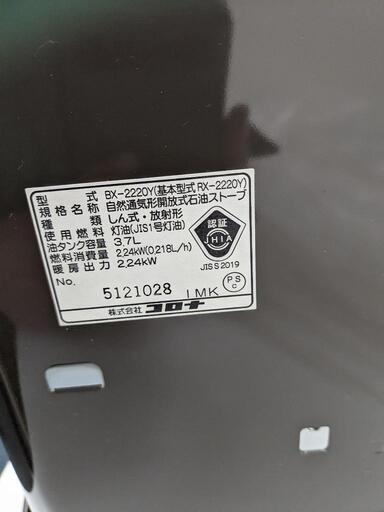 型式 BX-2220Y(基本型式RX-2220Y)
規格名称 自然通気形開放式石油ストーブ
種類 しん式・放射形
使用燃料 灯油(JIS1号灯油)
油タンク容量 3.7L
燃料消費量 2.24kW(0.218L/h)
暖房出力 2.24kW
No. 5121028 IMK
認証
JHIA
JIS S 2019
PS C
株式会社 コロナ